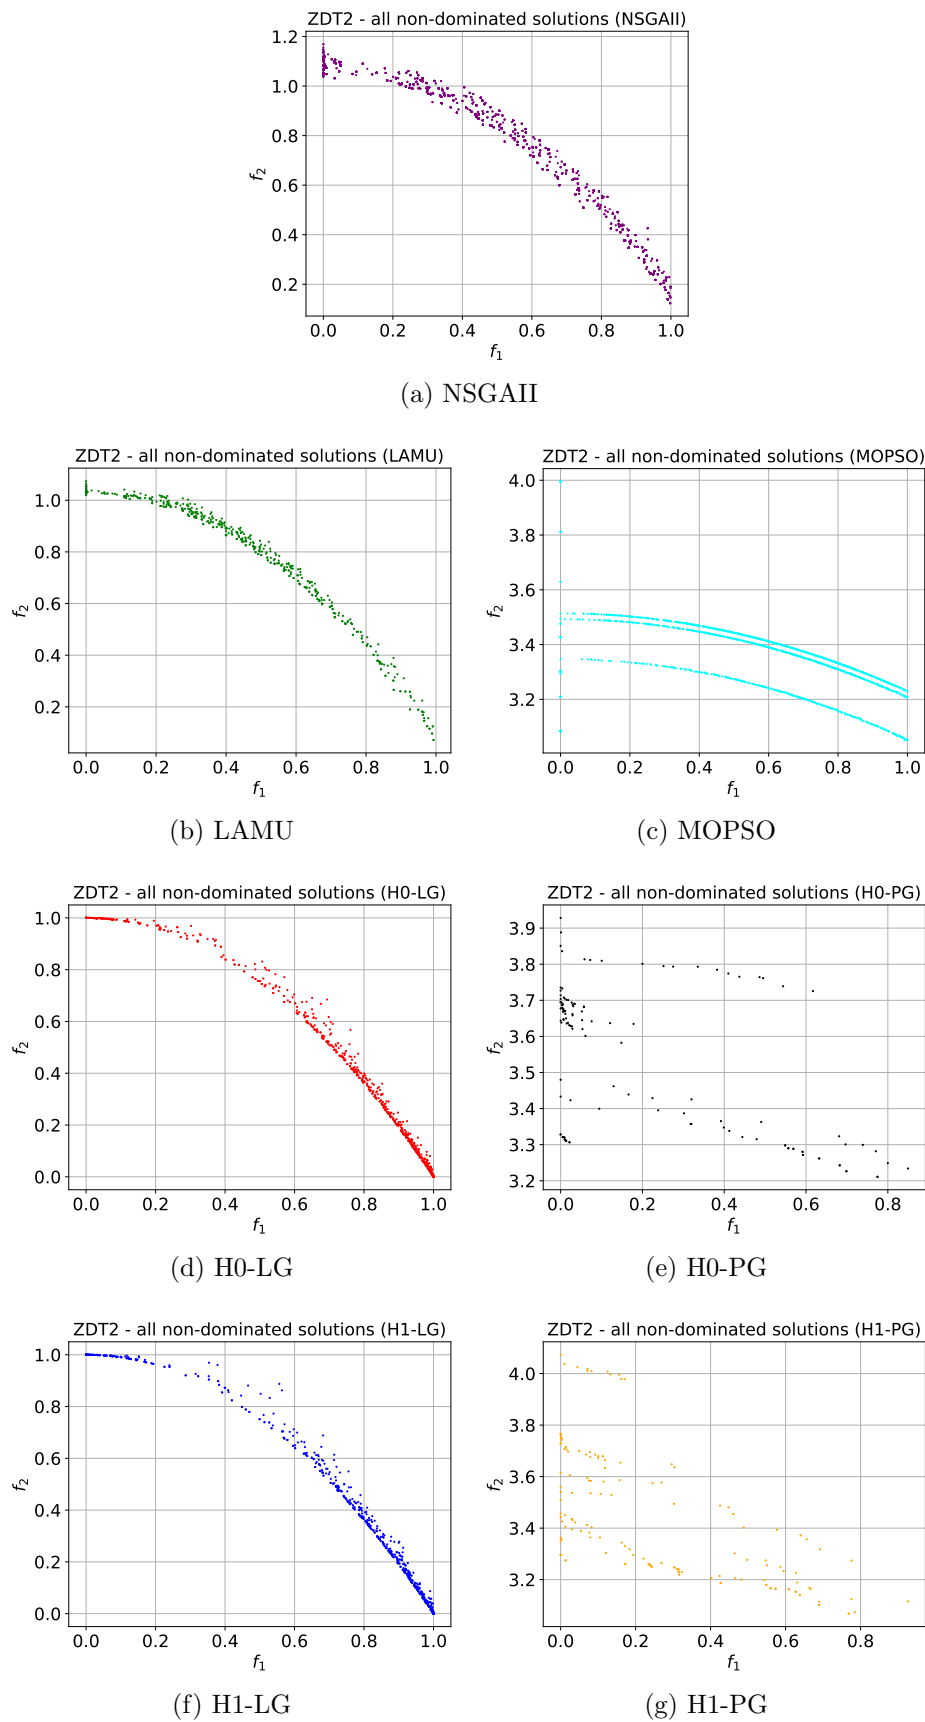 ZDT2 - all non-dominated solutions (NSGAII)
1.2
1.0
0.8
0.6
0.4
0.2
f2
0.0 0.2 0.4 0.6 0.8 1.0
f1
(a) NSGAII
ZDT2 - all non-dominated solutions (LAMU)
1.0
0.8
0.6
0.4
0.2
f2
0.0 0.2 0.4 0.6 0.8 1.0
f1
(b) LAMU
ZDT2 - all non-dominated solutions (MOPSO)
4.0
3.8
3.6
3.4
3.2
f2
0.0 0.2 0.4 0.6 0.8 1.0
f1
(c) MOPSO
ZDT2 - all non-dominated solutions (H0-LG)
1.0
0.8
0.6
0.4
0.2
0.0
f2
0.0 0.2 0.4 0.6 0.8 1.0
f1
(d) H0-LG
ZDT2 - all non-dominated solutions (H0-PG)
3.9
3.8
3.7
3.6
3.5
3.4
3.3
3.2
f2
0.0 0.2 0.4 0.6 0.8
f1
(e) H0-PG
ZDT2 - all non-dominated solutions (H1-LG)
1.0
0.8
0.6
0.4
0.2
0.0
f2
0.0 0.2 0.4 0.6 0.8 1.0
f1
(f) H1-LG
ZDT2 - all non-dominated solutions (H1-PG)
4.0
3.8
3.6
3.4
3.2
f2
0.0 0.2 0.4 0.6 0.8
f1
(g) H1-PG